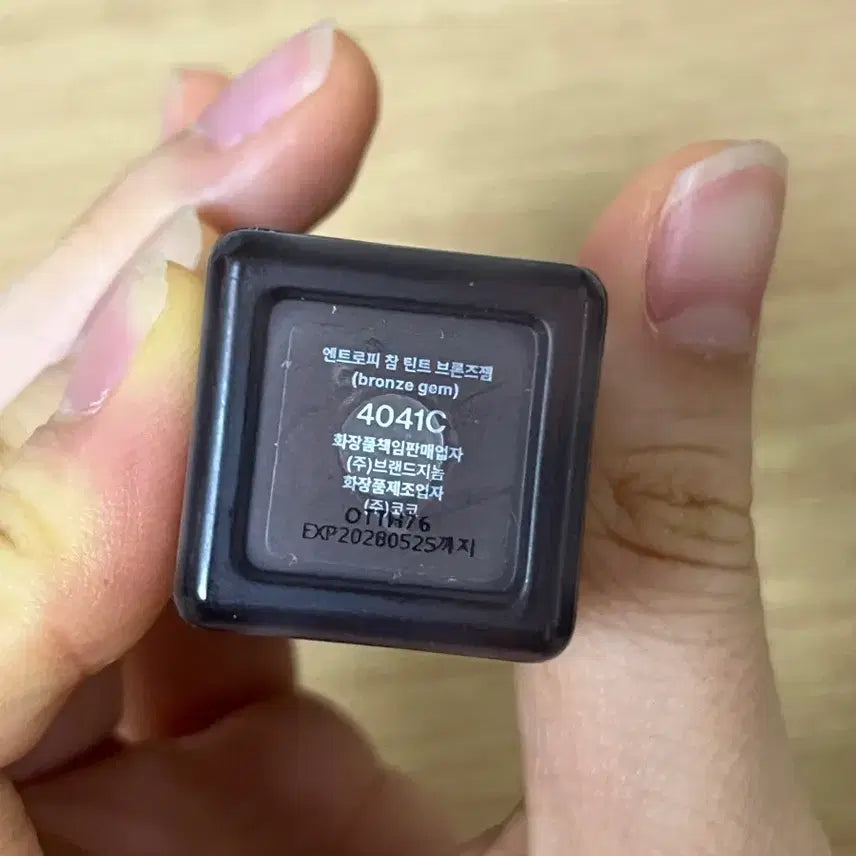 엔트로피 참 틴트 브론즈젬
(bronze gem)
4041C
화장품책임판매업자
(주)브랜드지놈
화장품제조업자
(주)코코
EXP20280525까지